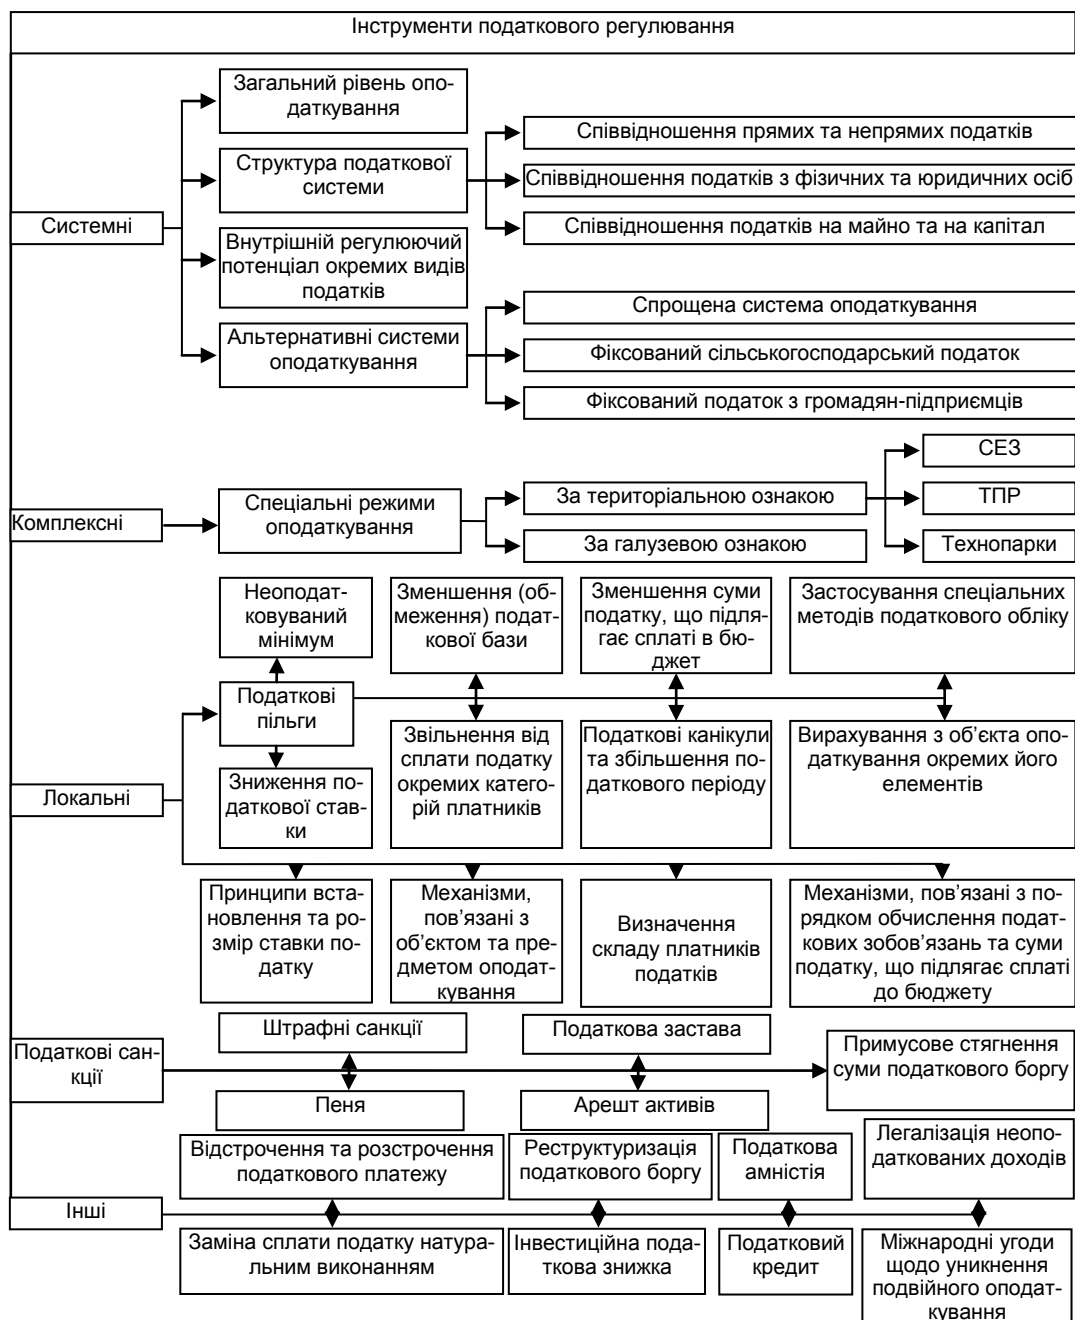 Інструменти податкового регулювання
Загальний рівень опо-
даткування
Структура податкової
системи
Співвідношення прямих та непрямих податків
Співвідношення податків з фізичних та юридичних осіб
Співвідношення податків на майно та на капітал
Системні
Внутрішній регулюючий
потенціал окремих видів
податків
Альтернативні системи
оподаткування
Спрощена система оподаткування
Фіксований сільськогосподарський податок
Фіксований податок з громадян-підприємців
Комплексні
Спеціальні режими
оподаткування
За територіальною ознакою
За галузевою ознакою
СЕЗ
ТПР
Технопарки
Неоподат-
ковуваний
мінімум
Зменшення (об-
меження) подат-
кової бази
Зменшення суми
податку, що підля-
гає сплаті в бю-
джет
Застосування спеціальних
методів податкового обліку
Податкові
пільги
Локальні
Зниження по-
даткової став-
ки
Звільнення від
сплати податку
окремих катего-
рій платників
Податкові канікули
та збільшення по-
даткового періоду
Вирахування з об’єкта опо-
даткування окремих його
елементів
Принципи вста-
новлення та ро-
змір ставки по-
датку
Механізми,
пов’язані з
об’єктом та пре-
дметом оподат-
кування
Визначення
складу платників
податків
Механізми, пов’язані з по-
рядком обчислення подат-
кових зобов’язань та суми
податку, що підлягає сплаті
до бюджету
Податкові сан-
кції
Штрафні санкції
Податкова застава
Примусове стягнення
суми податкового боргу
Пеня
Арешт активів
Інші
Відстрочення та розстрочення
податкового платежу
Реструктуризація
податкового боргу
Податкова
амністія
Легалізація неопо-
даткованих доходів
Заміна сплати податку натура-
льним виконанням
Інвестиційна пода-
ткова знижка
Податковий
кредит
Міжнародні угоди
щодо уникнення
подвійного оподат-
кування